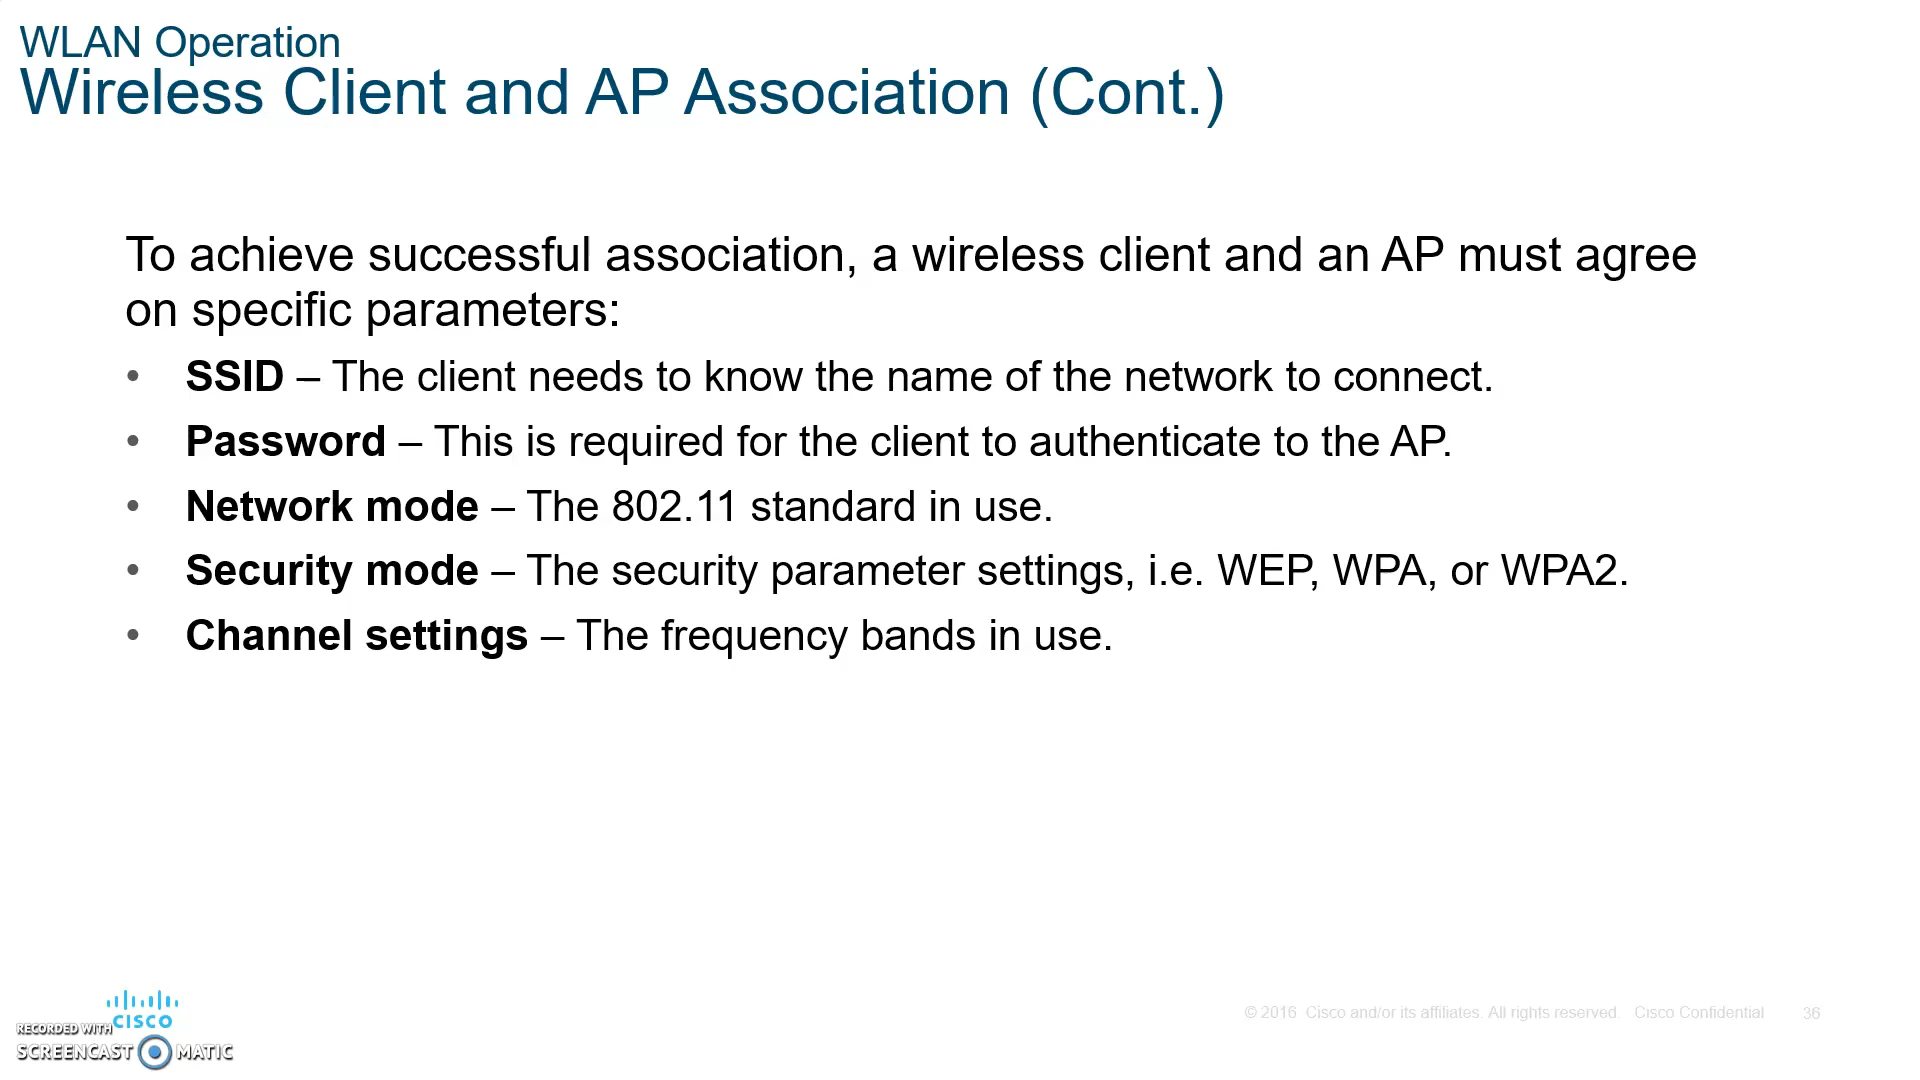 WLAN Operation
Wireless Client and AP Association (Cont.)
To achieve successful association, a wireless client and an AP must agree
on specific parameters:
• SSID – The client needs to know the name of the network to connect.
• Password – This is required for the client to authenticate to the AP.
• Network mode – The 802.11 standard in use.
• Security mode – The security parameter settings, i.e. WEP, WPA, or WPA2.
• Channel settings – The frequency bands in use.
CISCO
RECORDED WITH
SCREENCAST MATIC
© 2016 Cisco and/or its affiliates. All rights reserved. Cisco Confidential 36